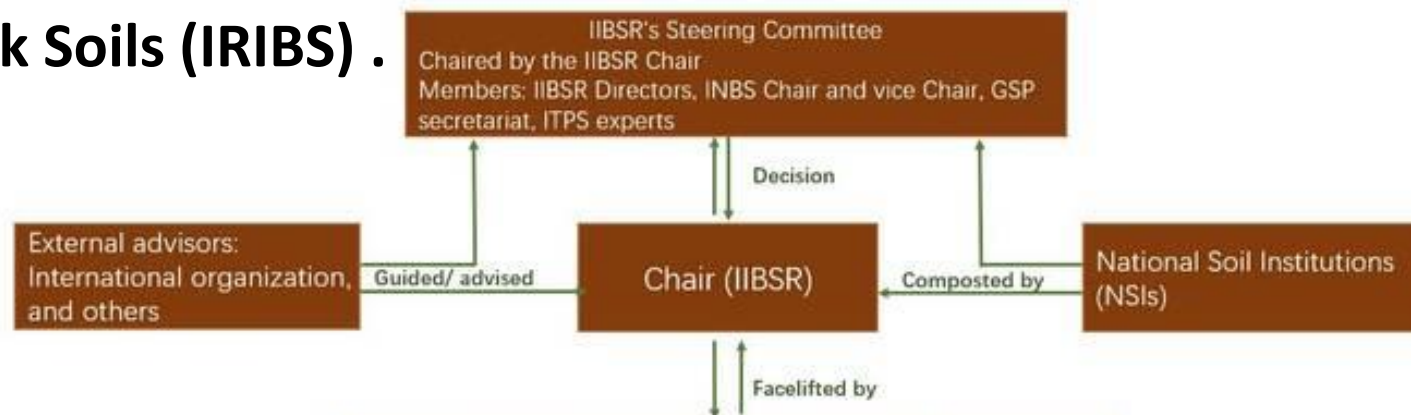 k Soils (IRIBS) .
IIBSR's Steering Committee
Chaired by the IIBSR Chair
Members: IIBSR Directors, INBS Chair and vice Chair, GSP
secretariat, ITPS experts
Decision
External advisors:
International organization,
and others
Guided/ advised
Chair (IIBSR)
Composted by
National Soil Institutions
(NSIs)
Facelifted by